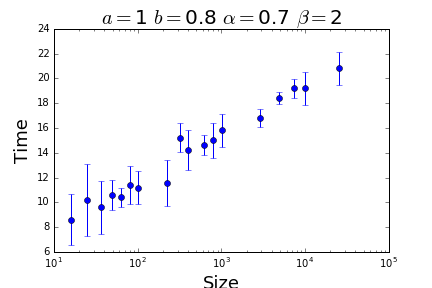 a = 1 b = 0.8 α = 0.7 β = 2
24
22
20
18
16
14
12
10
8
6
Time
10¹ 10² 10³ 10⁴ 10⁵
Size